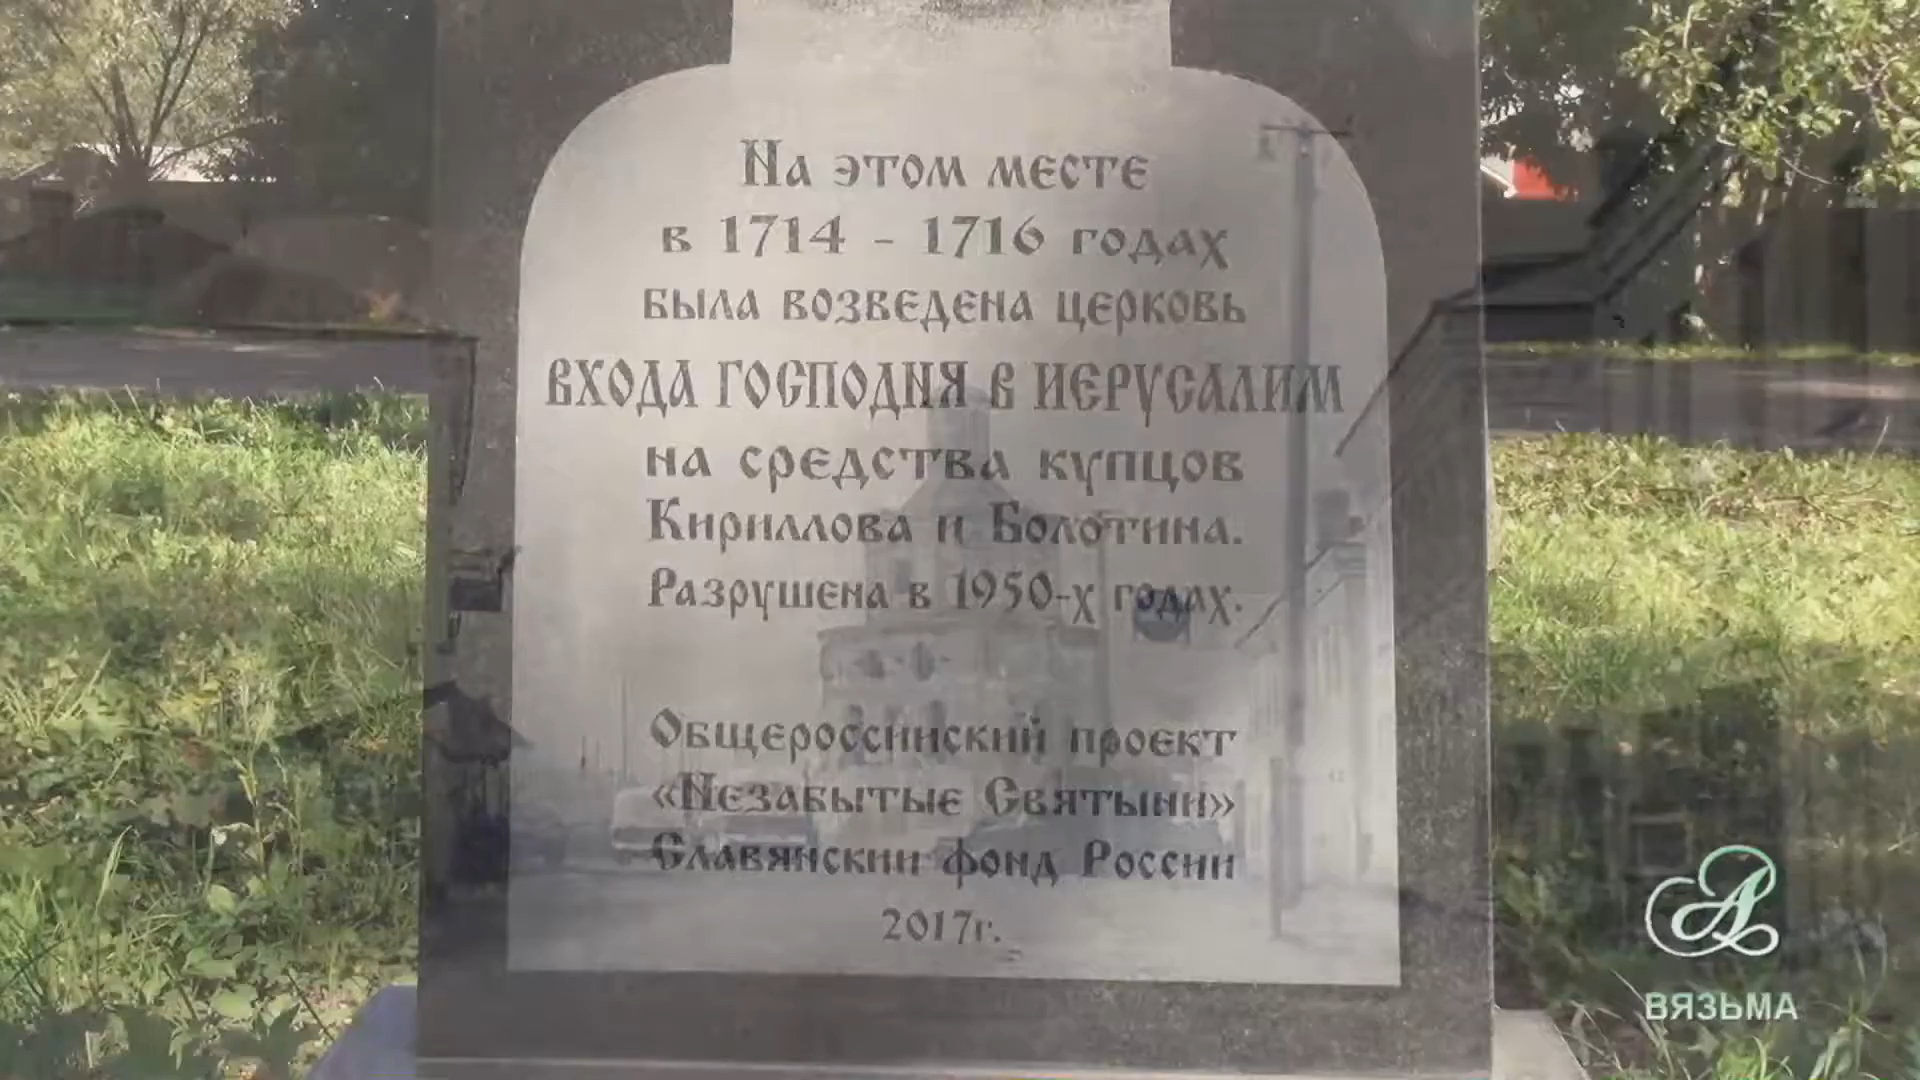 На этом месте
в 1714 - 1716 годах
была возведена церковь
ВХОДА ГОСПОДНЯ В ИЕРУСАЛИМ
на средства купцов
Кириллова и Болотина.
Разрушена в 1950-х годах.
Общероссийский проект
«Незабытые Святыни»
Славянский фонд России
2017г.
А
ВЯЗЬМА